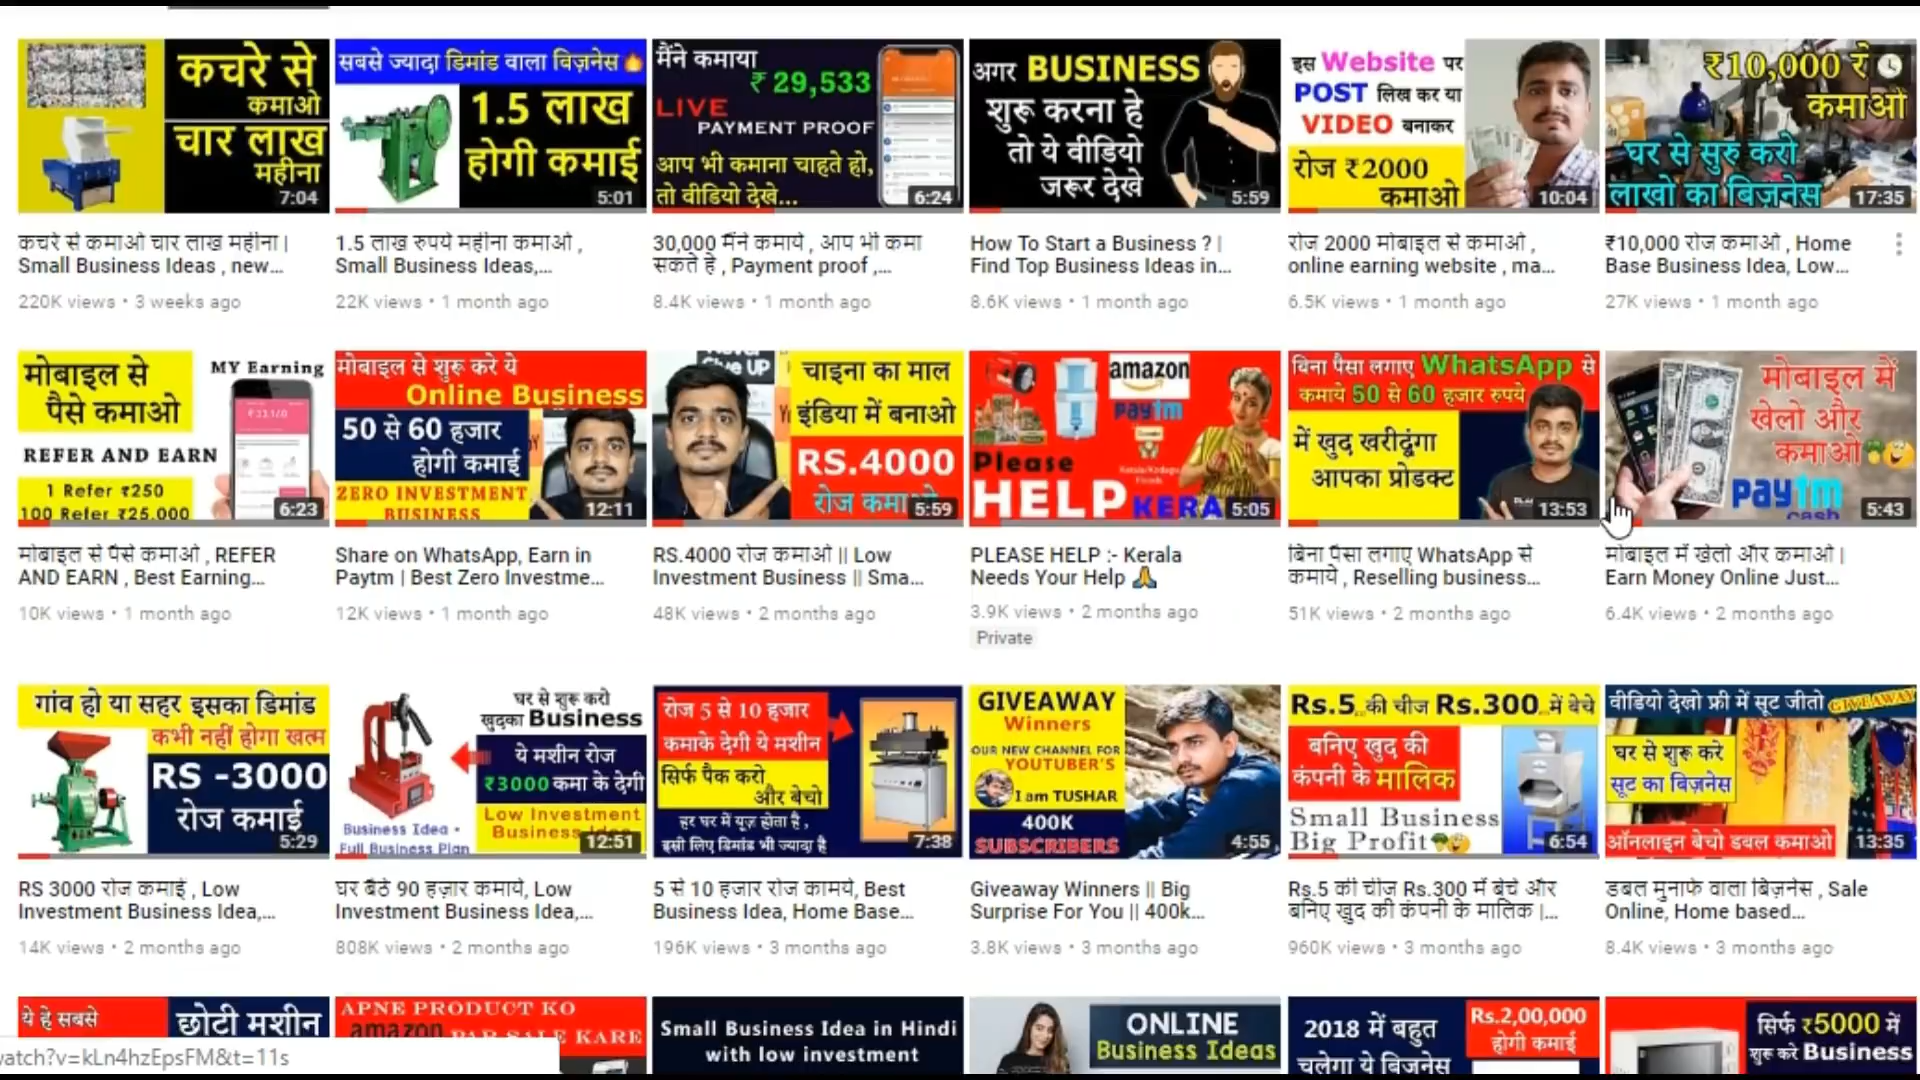 कचरे से
कमाओ
चार लाख
महीना
7:04
सबसे ज्यादा डिमांड वाला बिज़नेस
1.5 लाख
होगी कमाई
5:01
मैंने कमाया
₹ 29,533
LIVE
PAYMENT PROOF
आप भी कमाना चाहते हो,
तो वीडियो देखे...
6:24
अगर BUSINESS
शुरू करना हे
तो ये वीडियो
जरूर देखे
5:59
इस Website पर
POST लिख कर या
VIDEO बनाकर
रोज ₹2000
कमाओ
10:04
₹10,000 रो
कमाओ
घर से सुरु करो
लाखो का बिज़नेस
17:35
कचरे से कमाओ चार लाख महीना |
Small Business Ideas , new...
220K views • 3 weeks ago
1.5 लाख रुपये महीना कमाओ ,
Small Business Ideas,...
22K views • 1 month ago
30,000 मैंने कमाये , आप भी कमा
सकते हे , Payment proof ,...
8.4K views • 1 month ago
How To Start a Business ? |
Find Top Business Ideas in...
8.6K views • 1 month ago
रोज 2000 मोबाइल से कमाओ ,
online earning website , ma...
6.5K views • 1 month ago
₹10,000 रोज कमाओ , Home
Base Business Idea, Low...
27K views • 1 month ago
मोबाइल से
पैसे कमाओ
MY Earning
REFER AND EARN
1 Refer ₹250
100 Refer ₹25,000
6:23
मोबाइल से शुरू करे ये
Online Business
50 से 60 हजार
होगी कमाई
ZERO INVESTMENT
BUSINESS
12:11
Give UP
चाइना का माल
इंडिया में बनाओ
RS.4000
रोज कमाओ
5:59
amazon
paytm
Please
HELP KERA
5:05
बिना पैसा लगाए WhatsApp से
कमाये 50 से 60 हजार रुपये
में खुद खरीदूंगा
आपका प्रोडक्ट
13:53
मोबाइल में
खेलो और
कमाओ
paytm
cash
5:43
मोबाइल से पैसे कमाओ , REFER
AND EARN , Best Earning...
10K views • 1 month ago
Share on WhatsApp, Earn in
Paytm | Best Zero Investme...
12K views • 1 month ago
RS.4000 रोज कमाओ || Low
Investment Business || Sma...
48K views • 2 months ago
PLEASE HELP :- Kerala
Needs Your Help 🙏
3.9K views • 2 months ago
Private
बिना पैसा लगाए WhatsApp से
कमाये , Reselling business...
51K views • 2 months ago
मोबाइल में खेलो और कमाओ |
Earn Money Online Just...
6.4K views • 2 months ago
गांव हो या सहर इसका डिमांड
कभी नहीं होगा खत्म
RS -3000
रोज कमाई
5:29
घर से शुरू करो
खुदका Business
ये मशीन रोज
₹3000 कमा के देगी
Low Investment
Business Idea
Business Idea -
Full Business Plan
12:51
रोज 5 से 10 हजार
कमाके देगी ये मशीन
सिर्फ पैक करो
और बेचो
हर घर में यूज़ होता है ,
इसी लिए डिमांड भी ज्यादा है
7:38
GIVEAWAY
Winners
OUR NEW CHANNEL FOR
YOUTUBER'S
I am TUSHAR
400K
SUBSCRIBERS
4:55
Rs.5 की चीज Rs.300 में बेचे
बनिए खुद की
कंपनी के मालिक
Small Business
Big Profit
6:54
वीडियो देखो फ्री में सूट जीतो GIVEAWAY
घर से शुरू करे
सूट का बिज़नेस
ऑनलाइन बेचो डबल कमाओ
13:35
RS 3000 रोज कमाई , Low
Investment Business Idea,...
14K views • 2 months ago
घर बैठे 90 हज़ार कमाये, Low
Investment Business Idea,...
808K views • 2 months ago
5 से 10 हजार रोज कामये, Best
Business Idea, Home Base...
196K views • 3 months ago
Giveaway Winners || Big
Surprise For You || 400k...
3.8K views • 3 months ago
Rs.5 की चीज Rs.300 में बेचे और
बनिए खुद की कंपनी के मालिक |...
960K views • 3 months ago
डबल मुनाफे वाला बिज़नेस , Sale
Online, Home based...
8.4K views • 3 months ago
ये हे सबसे
छोटी मशीन
APNE PRODUCT KO
amazon PAR SALE KARE
Small Business Idea in Hindi
with low investment
ONLINE
Business Ideas
2018 में बहुत
चलेगा ये बिज़नेस
Rs.2,00,000
होगी कमाई
सिर्फ ₹5000 में
शुरू करे Business
watch?v=kLn4hzEpsFM&t=11s